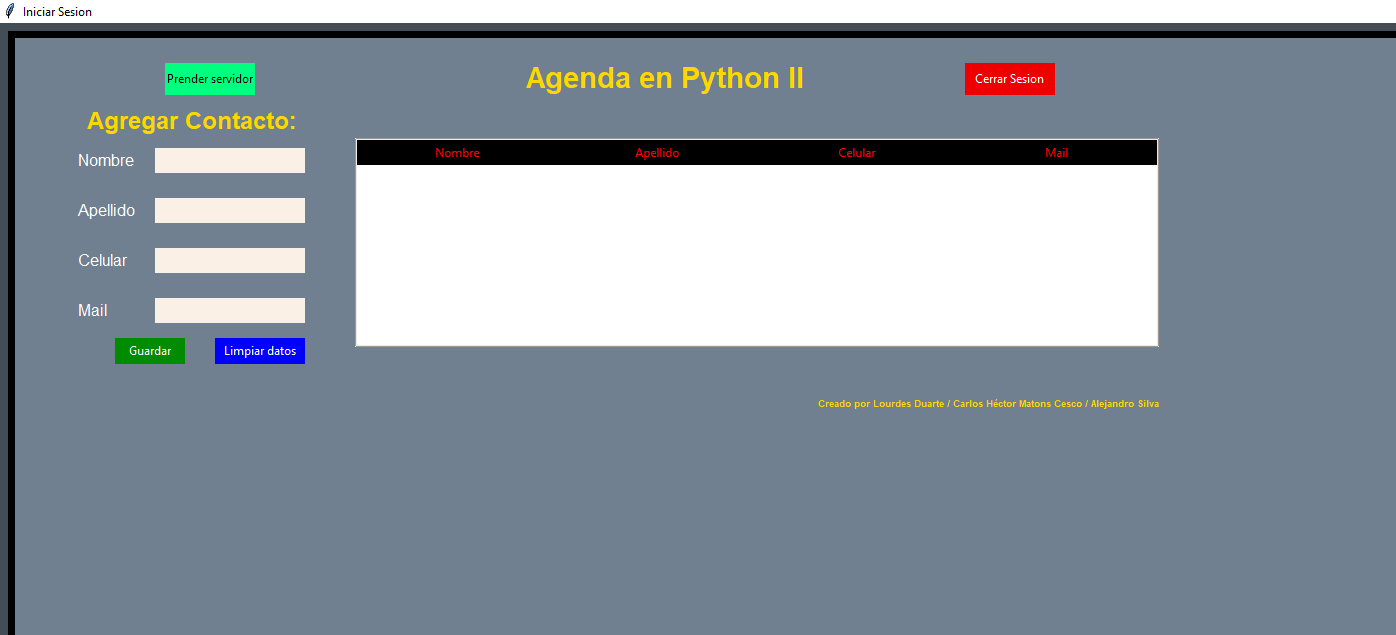 Iniciar Sesion
Prender servidor
Agenda en Python II
Cerrar Sesion
Agregar Contacto:
Nombre
Apellido
Celular
Mail
Guardar
Limpiar datos
Nombre Apellido Celular Mail
Creado por Lourdes Duarte / Carlos Héctor Matons Cesco / Alejandro Silva